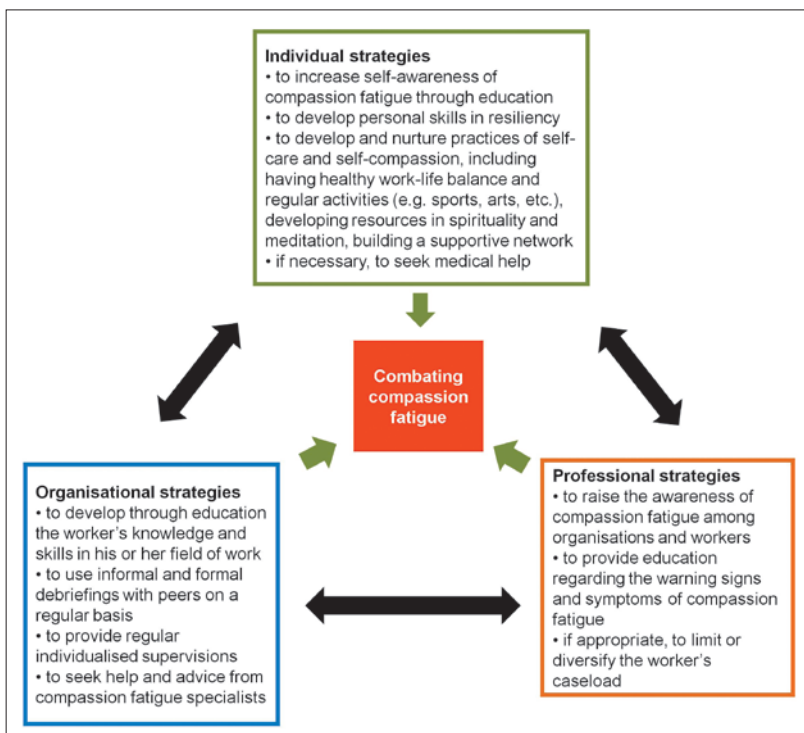 Individual strategies
• to increase self-awareness of
compassion fatigue through education
• to develop personal skills in resiliency
• to develop and nurture practices of self-
care and self-compassion, including
having healthy work-life balance and
regular activities (e.g. sports, arts, etc.),
developing resources in spirituality and
meditation, building a supportive network
• if necessary, to seek medical help
Combating
compassion
fatigue
Organisational strategies
• to develop through education
the worker's knowledge and
skills in his or her field of work
• to use informal and formal
debriefings with peers on a
regular basis
• to provide regular
individualised supervisions
• to seek help and advice from
compassion fatigue specialists
Professional strategies
• to raise the awareness of
compassion fatigue among
organisations and workers
• to provide education
regarding the warning signs
and symptoms of compassion
fatigue
• if appropriate, to limit or
diversify the worker's
caseload